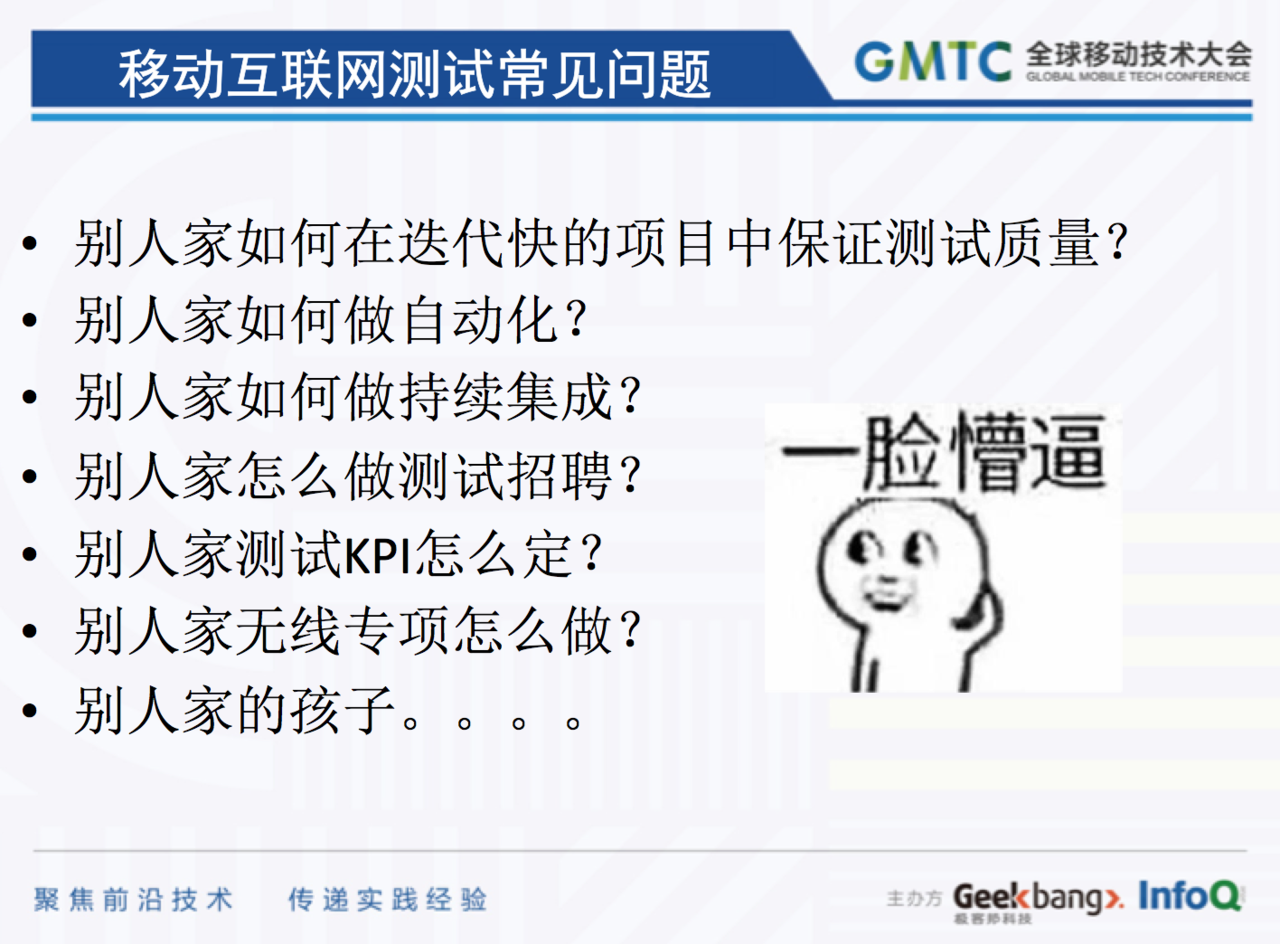 移动互联网测试常见问题
GMTC 全球移动技术大会
GLOBAL MOBILE TECH CONFERENCE
• 别人家如何在迭代快的项目中保证测试质量？
• 别人家如何做自动化？
• 别人家如何做持续集成？
• 别人家怎么做测试招聘？
• 别人家测试KPI怎么定？
• 别人家无线专项怎么做？
• 别人家的孩子。。。。
一脸懵逼
聚焦前沿技术 传递实践经验
主办方 Geekbang>. InfoQ
极客邦科技